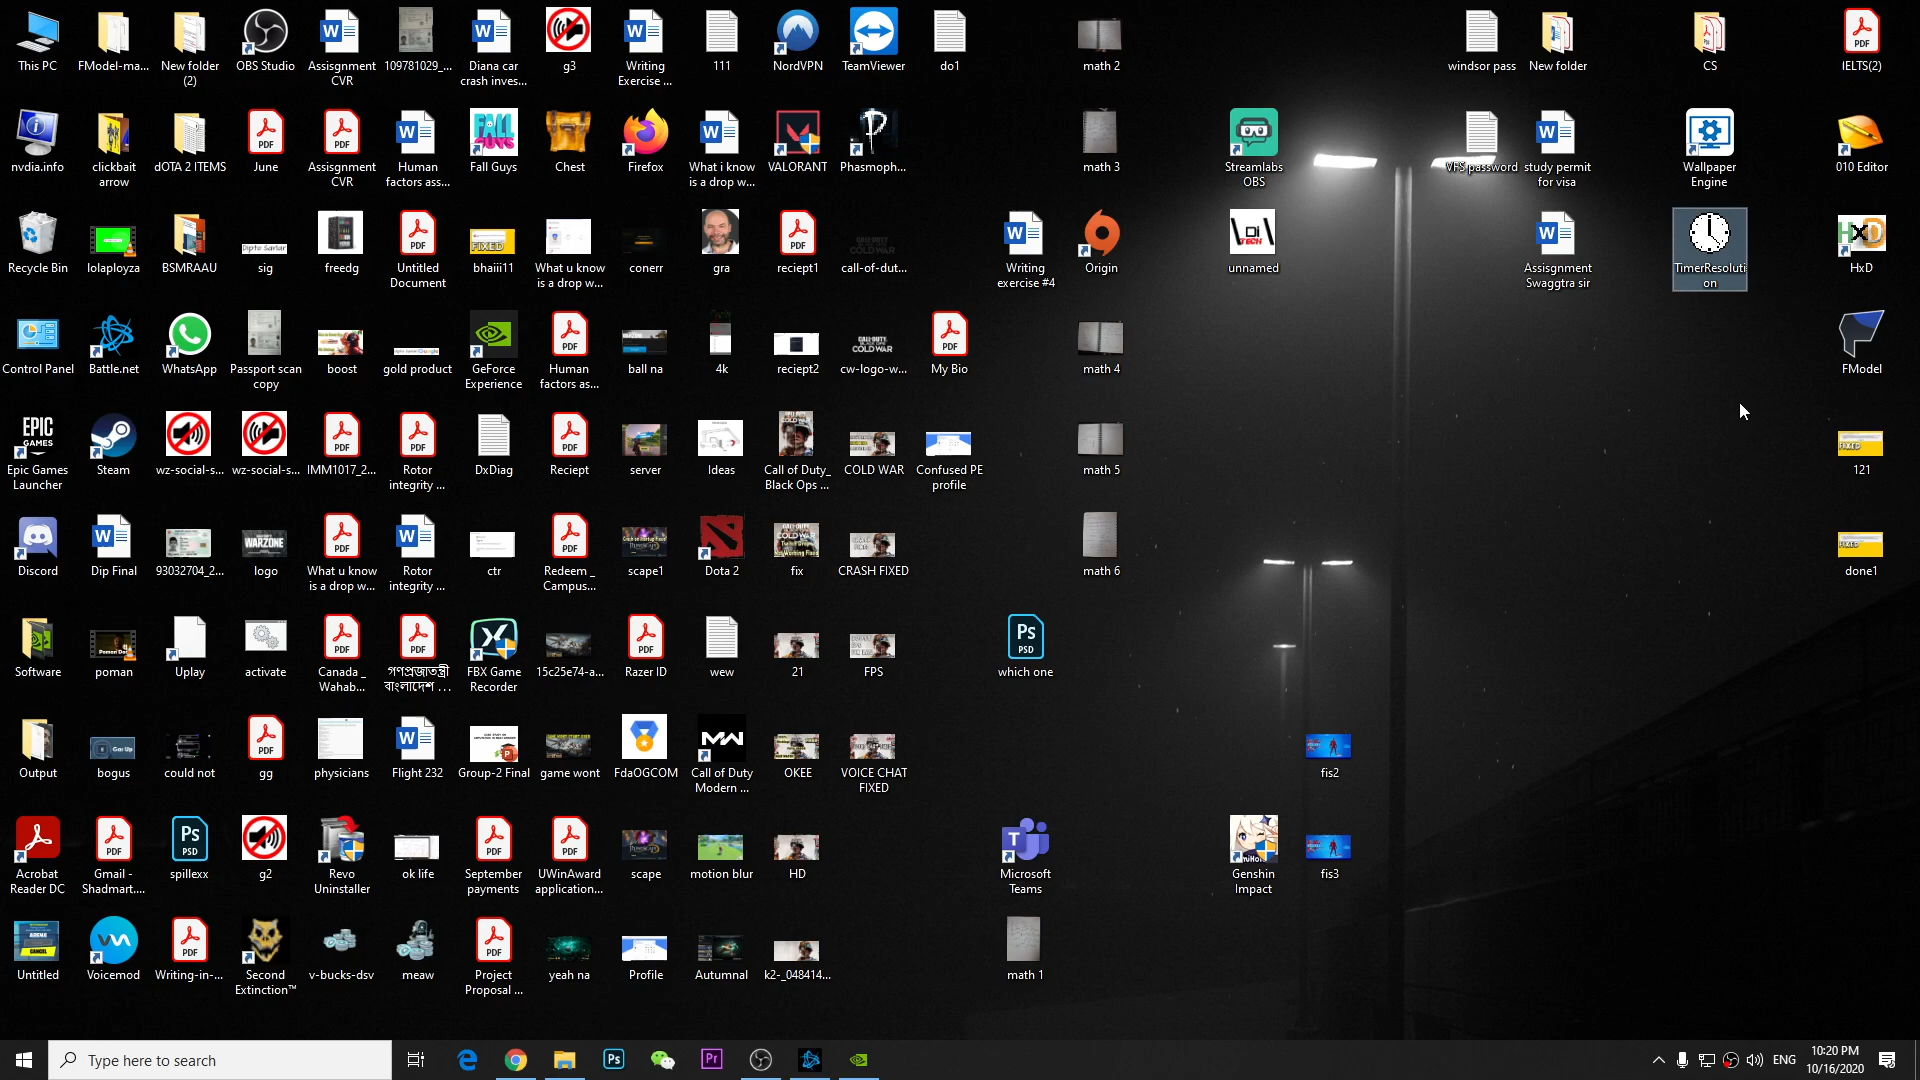 This PC
FModel-ma...
New folder
(2)
OBS Studio
Assisgnment
CVR
109781029_...
Diana car
crash inves...
g3
Writing
Exercise ...
111
NordVPN
TeamViewer
do1
math 2
windsor pass
New folder
CS
IELTS(2)
nvdia.info
clickbait
arrow
dOTA 2 ITEMS
June
Assisgnment
CVR
Human
factors ass...
Fall Guys
Chest
Firefox
What i know
is a drop w...
VALORANT
Phasmoph...
math 3
Streamlabs
OBS
VFS password
study permit
for visa
Wallpaper
Engine
010 Editor
Recycle Bin
lolaployza
BSMRAAU
sig
freedg
Untitled
Document
bhaiii11
What u know
is a drop w...
conerr
gra
reciept1
call-of-dut...
Writing
exercise #4
Origin
unnamed
Assisgnment
Swaggtra sir
TimerResoluti
on
HxD
Control Panel
Battle.net
WhatsApp
Passport scan
copy
boost
gold product
GeForce
Experience
Human
factors as...
ball na
4k
reciept2
cw-logo-w...
My Bio
math 4
FModel
Epic Games
Launcher
Steam
wz-social-s...
wz-social-s...
IMM1017_2...
Rotor
integrity ...
DxDiag
Reciept
server
Ideas
Call of Duty_
Black Ops ...
COLD WAR
Confused PE
profile
math 5
121
Discord
Dip Final
93032704_2...
logo
What u know
is a drop w...
Rotor
integrity ...
ctr
Redeem _
Campus...
scape1
Dota 2
fix
CRASH FIXED
math 6
done1
Software
poman
Uplay
activate
Canada _
Wahab...
গণপ্রজাতন্ত্রী
বাংলাদেশ ...
FBX Game
Recorder
15c25e74-a...
Razer ID
wew
21
FPS
which one
Output
bogus
could not
gg
physicians
Flight 232
Group-2 Final
game wont
FdaOGCOM
Call of Duty
Modern ...
OKEE
VOICE CHAT
FIXED
fis2
Acrobat
Reader DC
Gmail -
Shadmart....
spillexx
g2
Revo
Uninstaller
ok life
September
payments
UWinAward
application...
scape
motion blur
HD
Microsoft
Teams
Genshin
Impact
fis3
Untitled
Voicemod
Writing-in-...
Second
Extinction™
v-bucks-dsv
meaw
Project
Proposal ...
yeah na
Profile
Autumnal
k2-_048414...
math 1
Type here to search
ENG
10:20 PM
10/16/2020